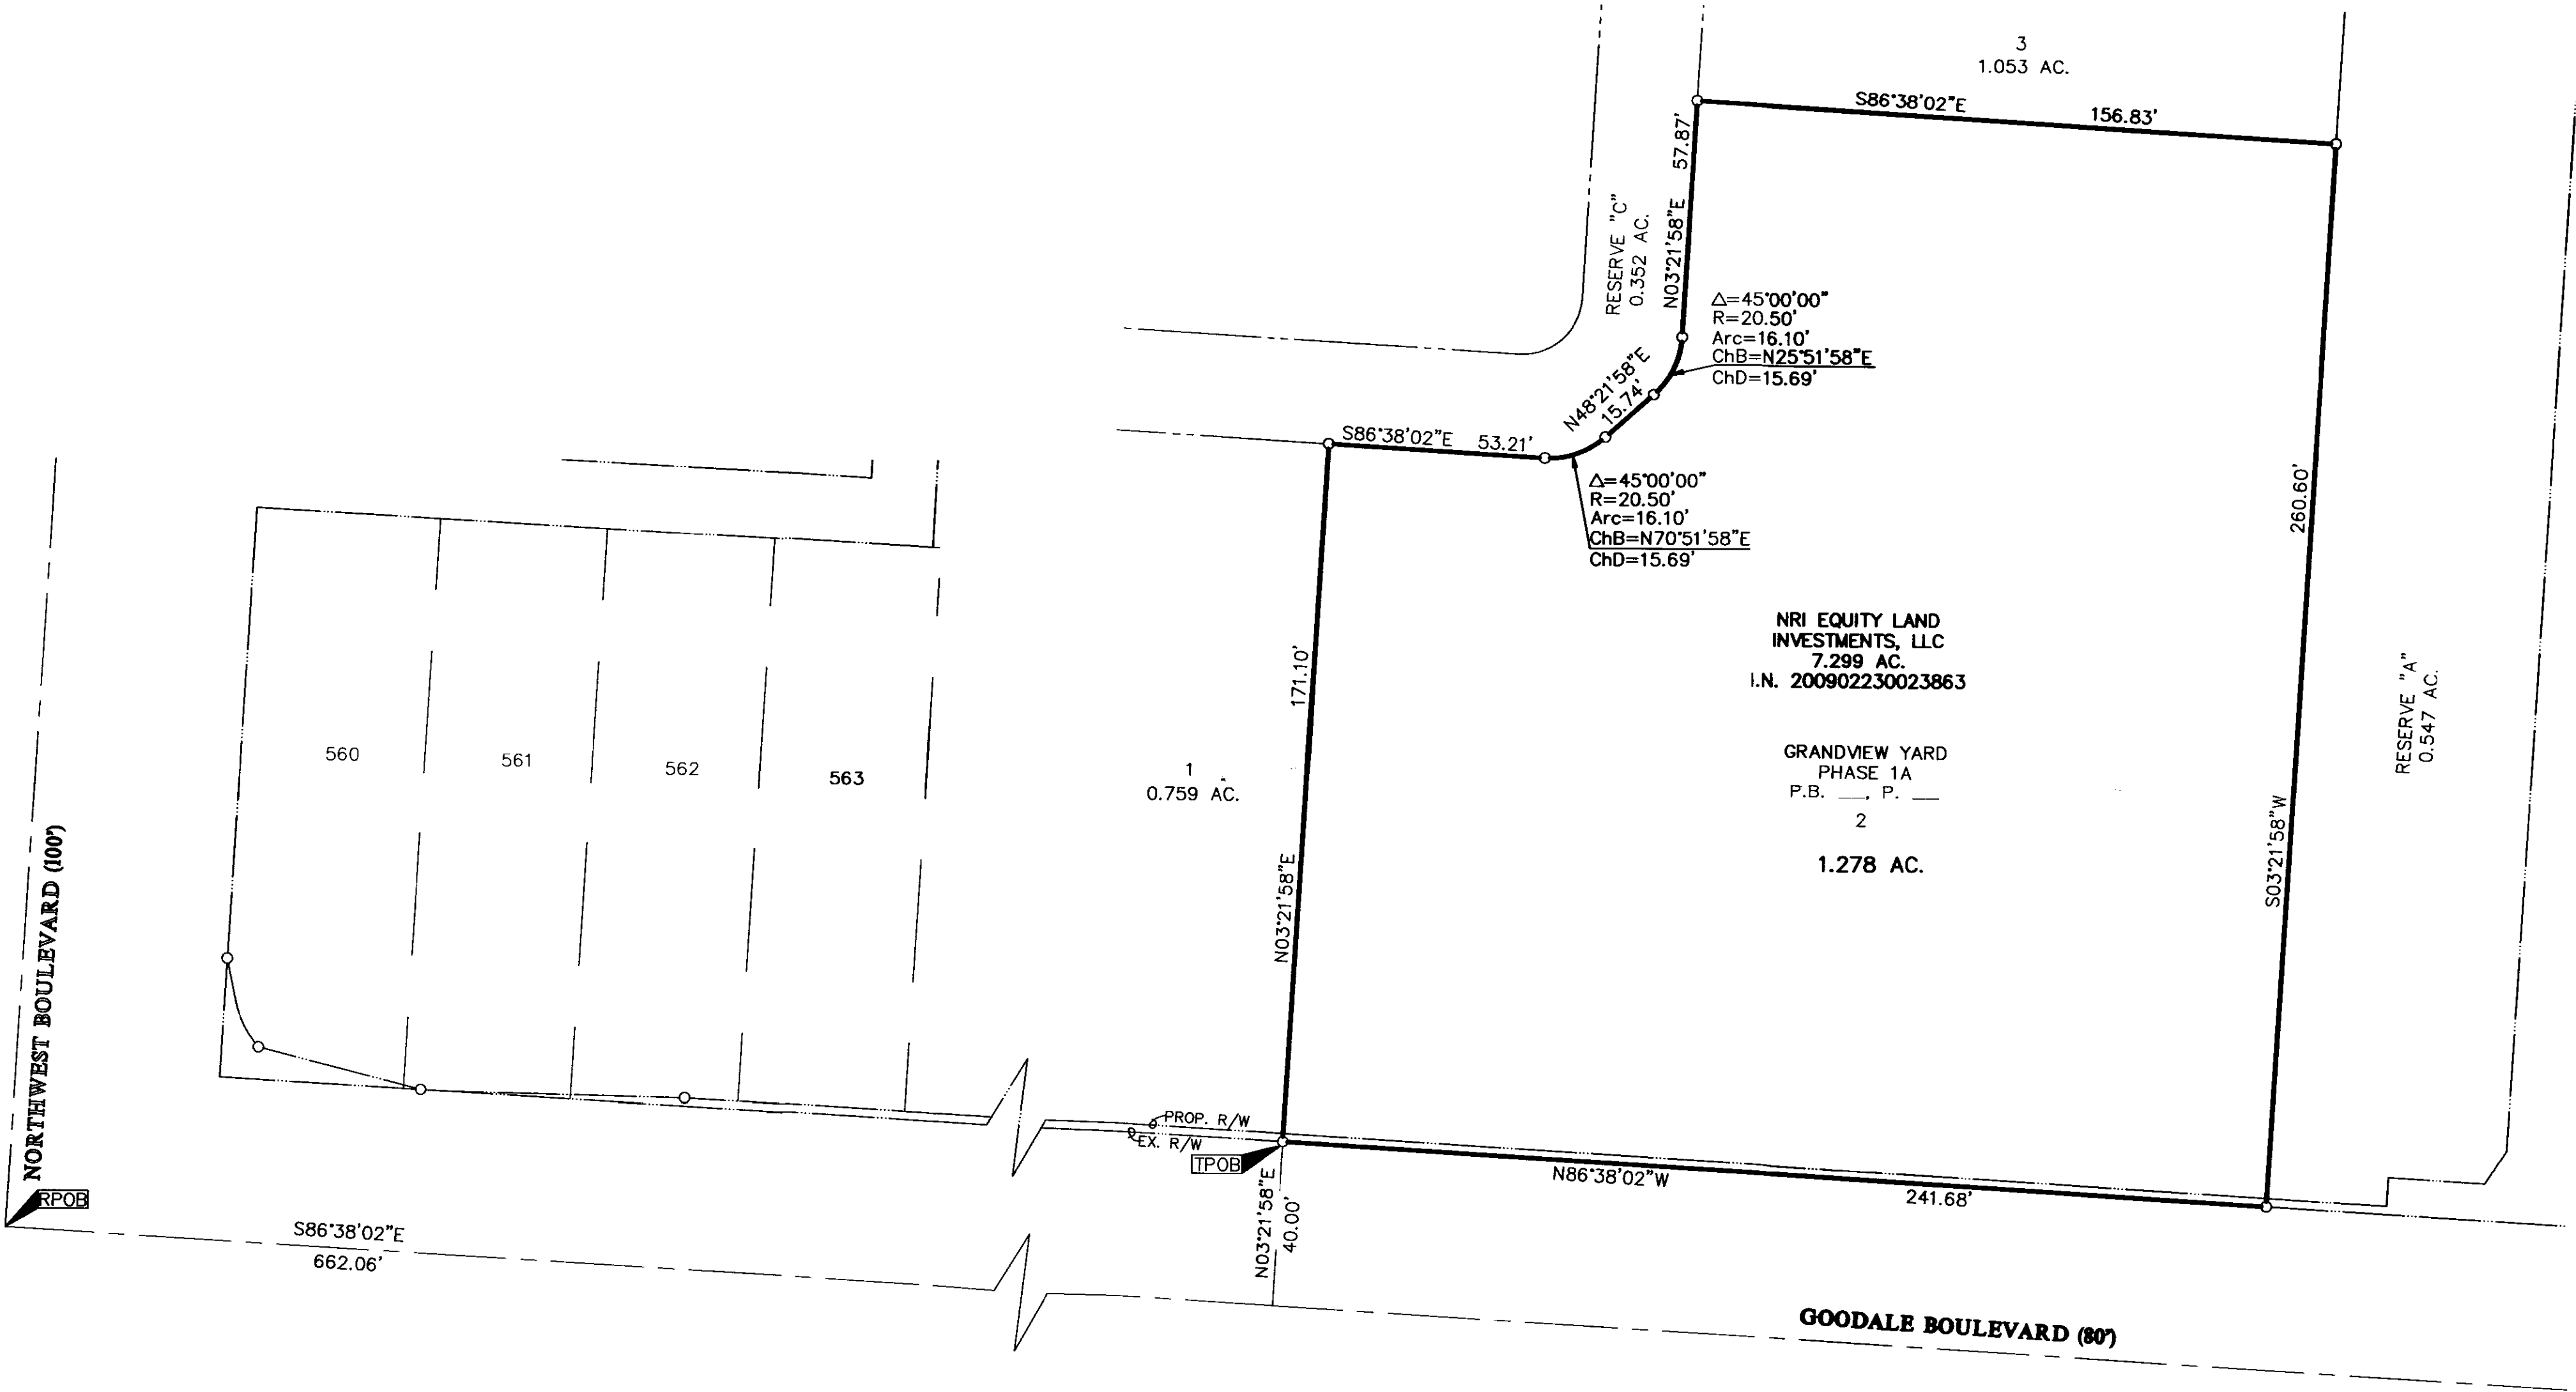 3
1.053 AC.
S86°38'02"E 156.83'
N03°21'58"E 57.87'
RESERVE "C"
0.352 AC.
Δ=45°00'00"
R=20.50'
Arc=16.10'
ChB=N25°51'58"E
ChD=15.69'
N48°21'58"E
15.74'
S86°38'02"E 53.21'
Δ=45°00'00"
R=20.50'
Arc=16.10'
ChB=N70°51'58"E
ChD=15.69'
S03°21'58"W 260.60'
NRI EQUITY LAND
INVESTMENTS, LLC
7.299 AC.
I.N. 200902230023863
GRANDVIEW YARD
PHASE 1A
P.B. __, P. __
2
1.278 AC.
RESERVE "A"
0.547 AC.
N03°21'58"E 171.10'
1
0.759 AC.
560
561
562
563
NORTHWEST BOULEVARD (100')
RPOB
PROP. R/W
EX. R/W
TPOB
N03°21'58"E
40.00'
N86°38'02"W 241.68'
S86°38'02"E
662.06'
GOODALE BOULEVARD (80')